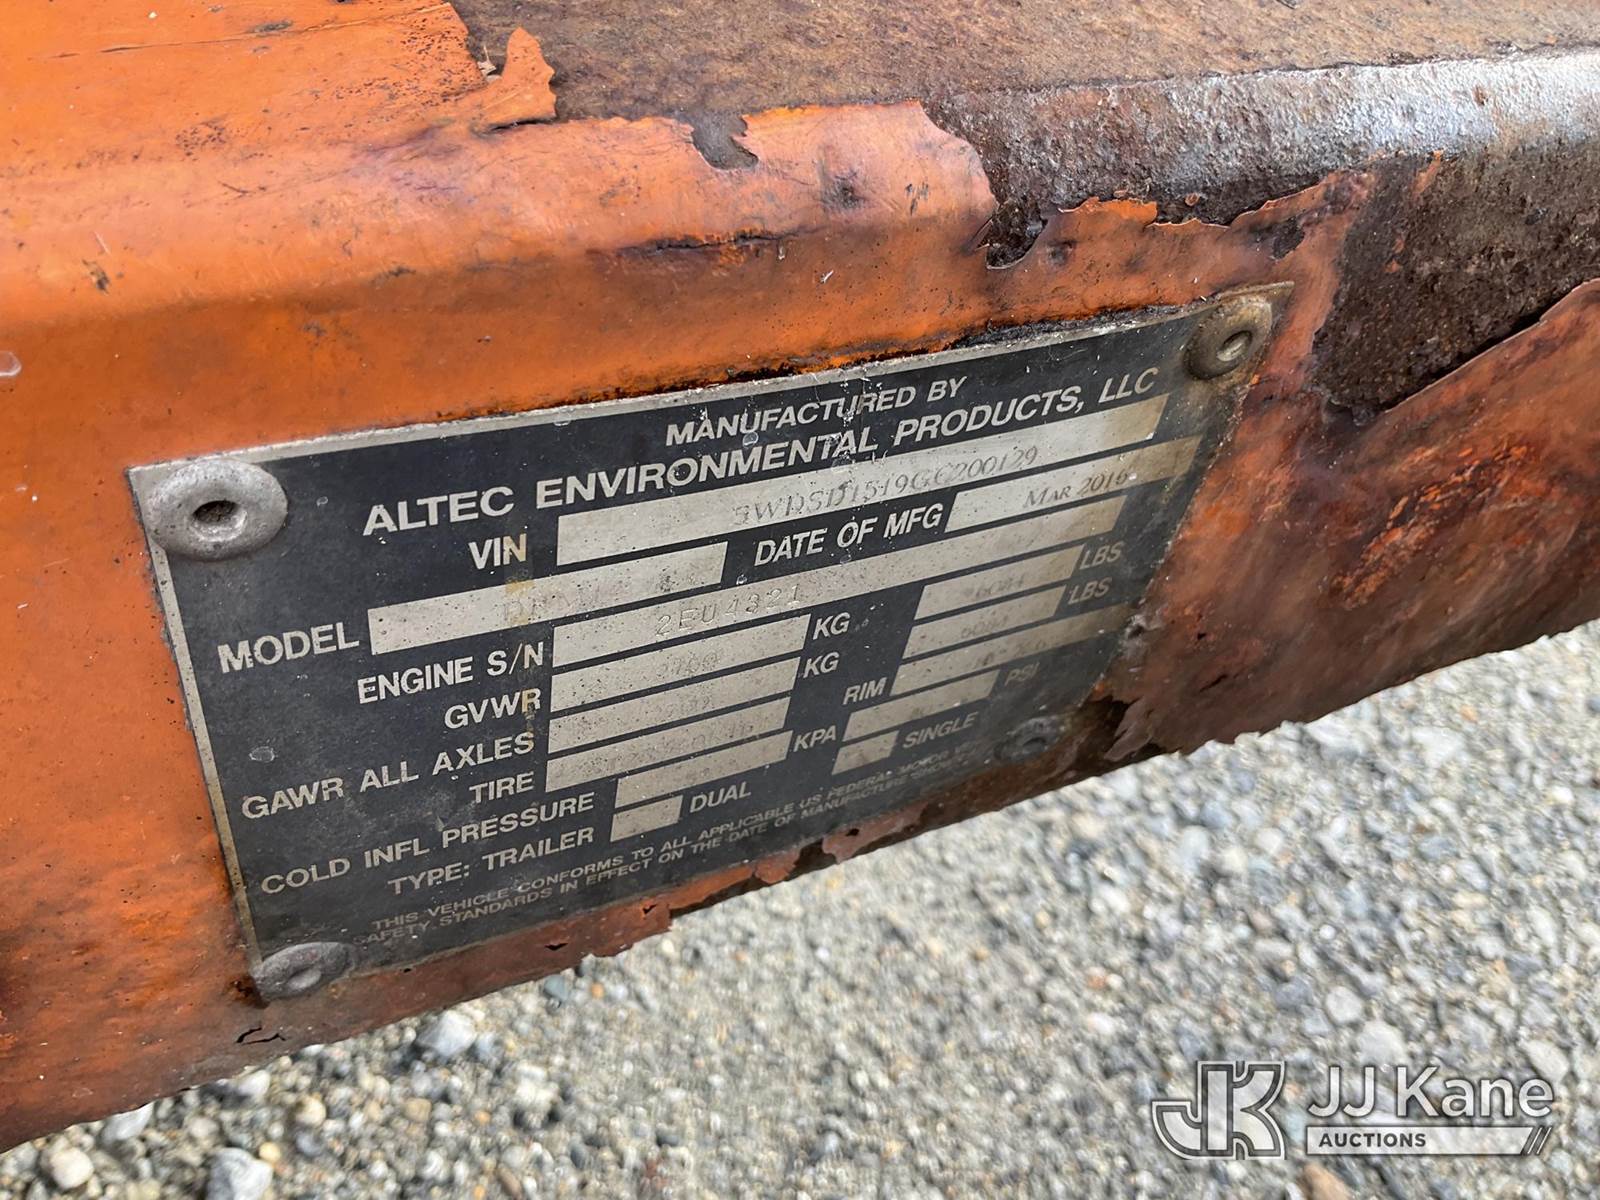 MANUFACTURED BY
ALTEC ENVIRONMENTAL PRODUCTS, LLC
VIN
DATE OF MFG MAR 2016
MODEL
ENGINE S/N 2EU4321
GVWR KG LBS
GAWR ALL AXLES KG LBS
TIRE RIM
COLD INFL PRESSURE KPA PSI
TYPE: TRAILER DUAL SINGLE
THIS VEHICLE CONFORMS TO ALL APPLICABLE US FEDERAL MOTOR
SAFETY STANDARDS IN EFFECT ON THE DATE OF MANUFACTURE
JK JJ Kane
AUCTIONS